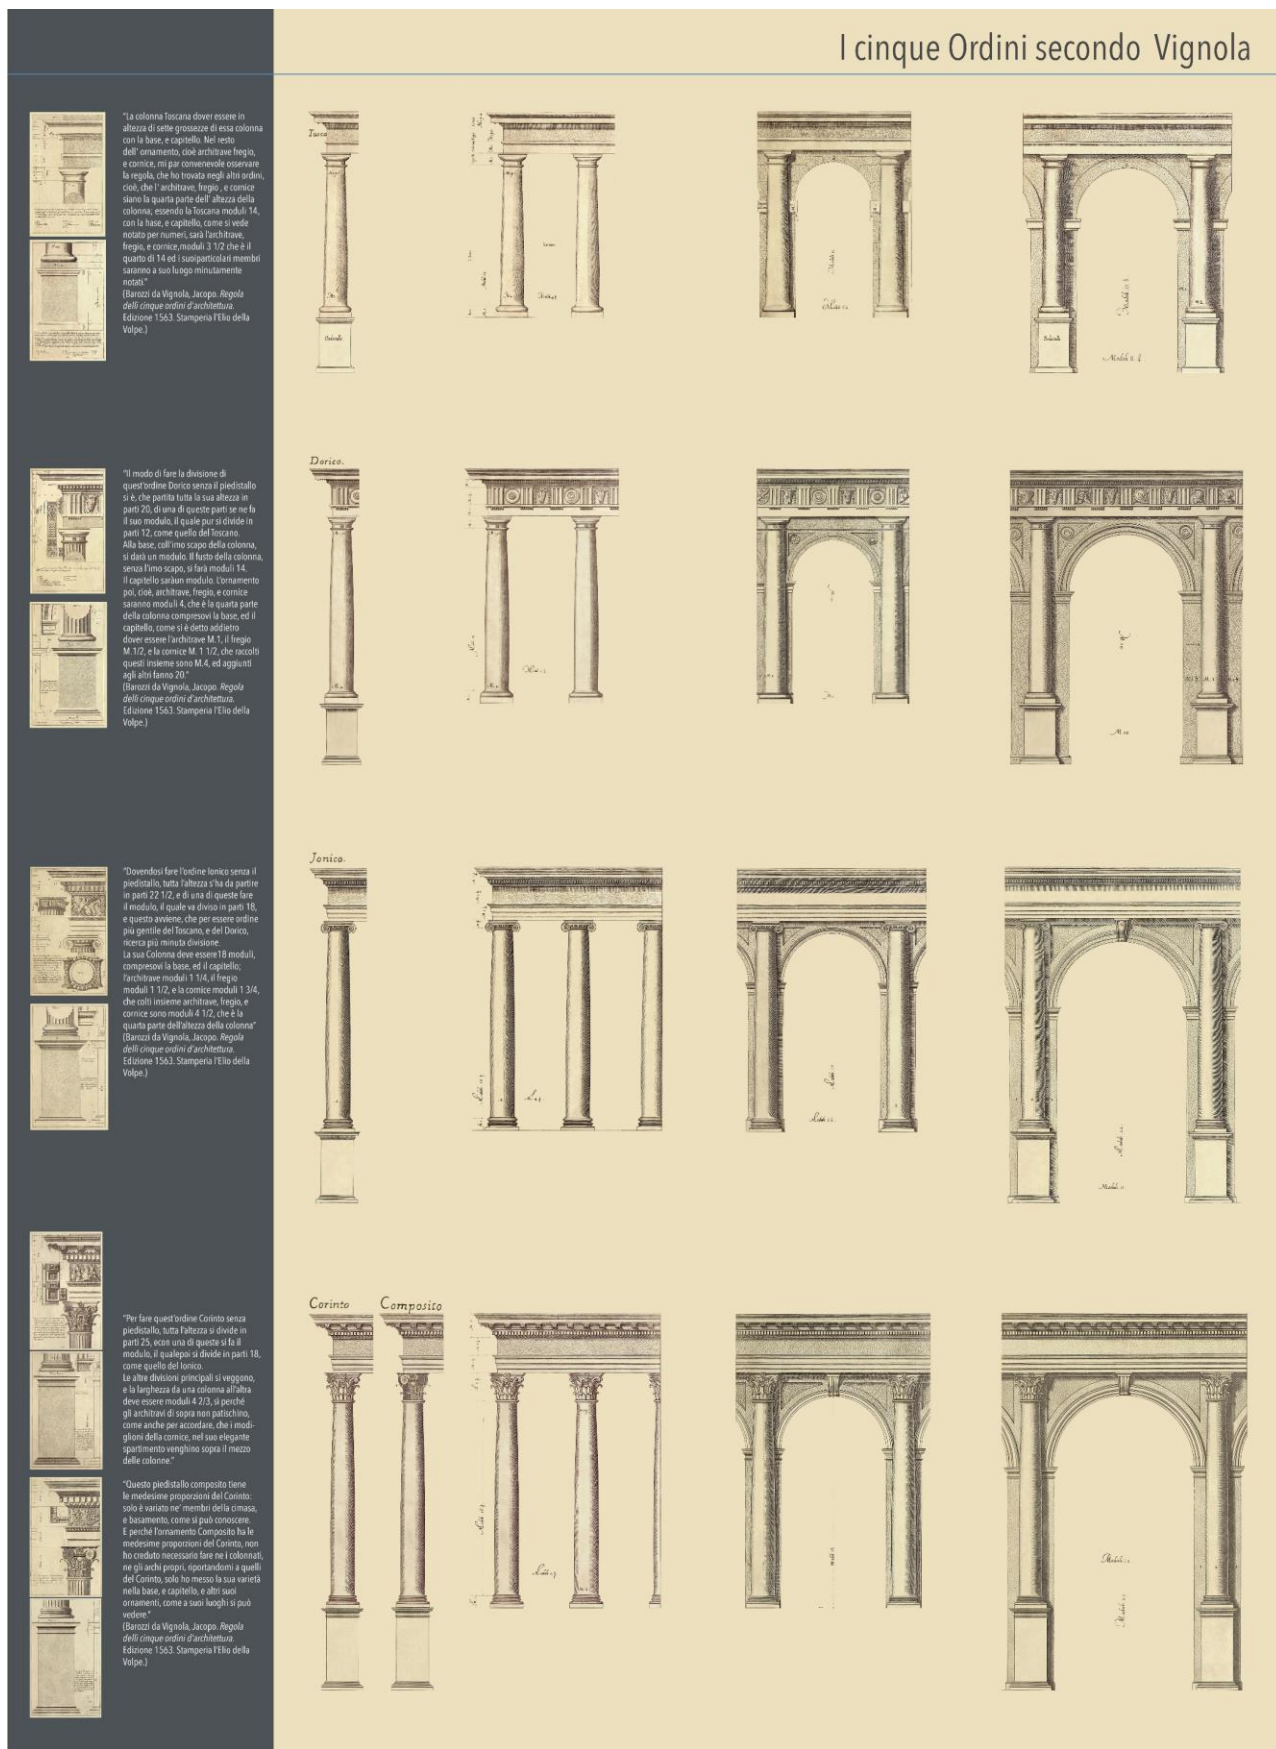 I cinque Ordini secondo Vignola
"La colonna Toscana dover essere in
altezza di sette grossezze di essa colonna
con la base, e capitello. Nel resto
dell' ornamento, cioè architrave fregio,
e cornice, mi par convenevole osservare
la regola, che ho trovata negli altri ordini,
cioè, che l' architrave, fregio , e cornice
siano la quarta parte dell' altezza della
colonna; essendo la Toscana moduli 14,
con la hase, e capitello, come si vede
notato per numeri, sarà l'architrave,
fregio, e cornice,moduli 3 1/2 che è il
quarto di 14 ed i suoiparticolari membri
saranno a suo luogo minutamente
notati."
(Barozzi da Vignola, Jacopo. Regola
delli cinque ordini d'architettura.
Edizione 1563. Stamperia l'Elio della
Volpe.)
Piedestallo
Piedestallo
Dorico.
"Il modo di fare la divisione di
quest'ordine Dorico senza il piedistallo
si è, che partita tutta la sua altezza in
parti 20, di una di queste parti se ne fa
il suo modulo, il quale pur si divide in
parti 12, come quello del Toscano.
Alla base, coll'imo scapo della colonna,
si darà un modulo. Il fusto della colonna,
senza l'imo scapo, si farà moduli 14.
Il capitello saràun modulo. L'ornamento
poi, cioè, architrave, fregio, e cornice
saranno moduli 4, che è la quarta parte
della colonna compresovi la base, ed il
capitello, come si è detto addietro
dover essere l'architrave M.1, il fregio
M.1/2, e la cornice M. 1 1/2, che raccolti
questi insieme sono M.4, ed aggiunti
agli altri fanno 20."
(Barozzi da Vignola, Jacopo. Regola
delli cinque ordini d'architettura.
Edizione 1563. Stamperia l'Elio della
Volpe.)
Jonico.
"Dovendosi fare l'ordine Ionico senza il
piedistallo, tutta l'altezza s'ha da partire
in parti 22 1/2, e di una di queste fare
il modulo, il quale va diviso in parti 18,
e questo avviene, che per essere ordine
più gentile del Toscano, e del Dorico,
ricerca più minuta divisione.
La sua Colonna deve essere18 moduli,
compresovi la base, ed il capitello;
l'architrave moduli 1 1/4, il fregio
moduli 1 1/2, e la cornice moduli 1 3/4,
che colti insieme architrave, fregio, e
cornice sono moduli 4 1/2, che è la
quarta parte dell'altezza della colonna"
(Barozzi da Vignola, Jacopo. Regola
delli cinque ordini d'architettura.
Edizione 1563. Stamperia l'Elio della
Volpe.)
Corinto
Composito
"Per fare quest'ordine Corinto senza
piedistallo, tutta l'altezza si divide in
parti 25, econ una di queste si fa il
modulo, il qualepoi si divide in parti 18,
come quello del Ionico.
Le altre divisioni principali si veggono,
e la larghezza da una colonna all'altra
deve essere moduli 4 2/3, sì perché
gli architravi di sopra non patischino,
come anche per accordare, che i modi-
glioni della cornice, nel suo elegante
spartimento venghino sopra il mezzo
delle colonne."
"Questo piedistallo composito tiene
le medesime proporzioni del Corinto:
solo è variato ne' membri della cimasa,
e basamento, come si può conoscere.
E perché l'ornamento Composito ha le
medesime proporzioni del Corinto, non
ho creduto necessario fare ne i colonnati,
ne gli archi propri, riportandomi a quelli
del Corinto, solo ho messo la sua varietà
nella base, e capitello, e altri suoi
ornamenti, come a suoi luoghi si può
vedere."
(Barozzi da Vignola, Jacopo. Regola
delli cinque ordini d'architettura.
Edizione 1563. Stamperia l'Elio della
Volpe.)